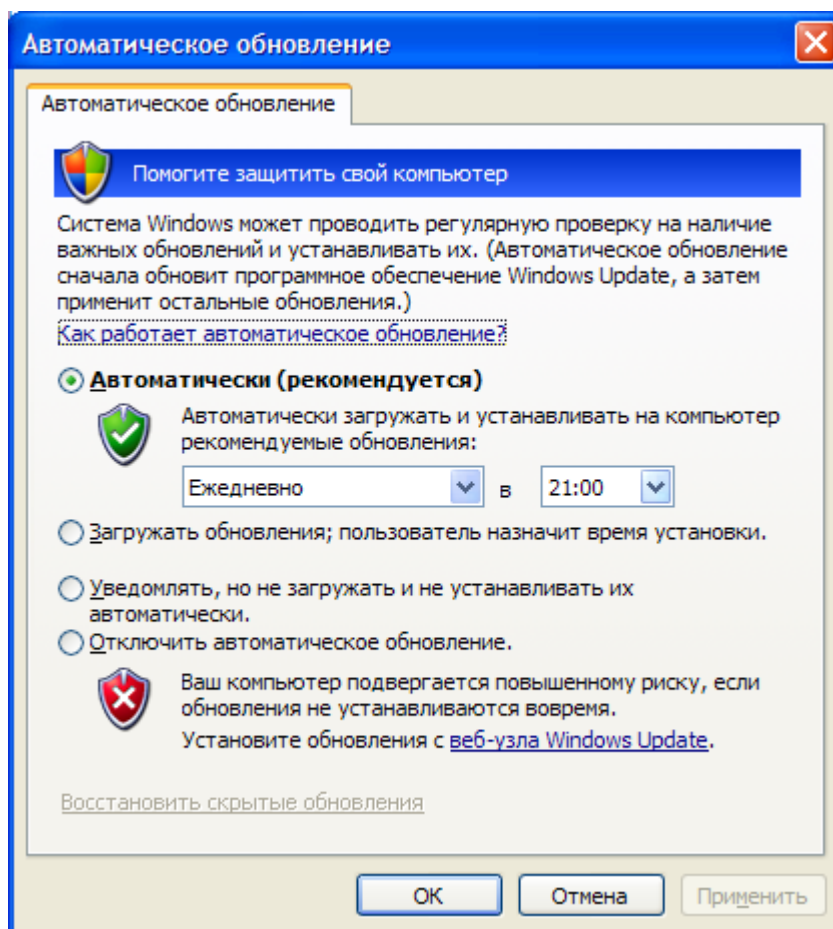 Автоматическое обновление
Автоматическое обновление
Помогите защитить свой компьютер
Система Windows может проводить регулярную проверку на наличие
важных обновлений и устанавливать их. (Автоматическое обновление
сначала обновит программное обеспечение Windows Update, а затем
применит остальные обновления.)
Как работает автоматическое обновление?
Автоматически (рекомендуется)
Автоматически загружать и устанавливать на компьютер
рекомендуемые обновления:
Ежедневно в 21:00
Загружать обновления; пользователь назначит время установки.
Уведомлять, но не загружать и не устанавливать их
автоматически.
Отключить автоматическое обновление.
Ваш компьютер подвергается повышенному риску, если
обновления не устанавливаются вовремя.
Установите обновления с веб-узла Windows Update.
Восстановить скрытые обновления
ОК Отмена Применить